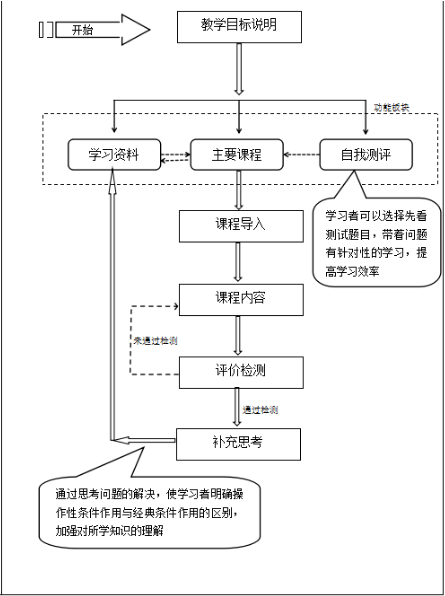 开始
教学目标说明
功能板块
学习资料
主要课程
自我测评
学习者可以选择先看
测试题目，带着问题
有针对性的学习，提
高学习效率
课程导入
课程内容
未通过检测
评价检测
通过检测
补充思考
通过思考问题的解决，使学习者明确操
作性条件作用与经典条件作用的区别，
加强对所学知识的理解